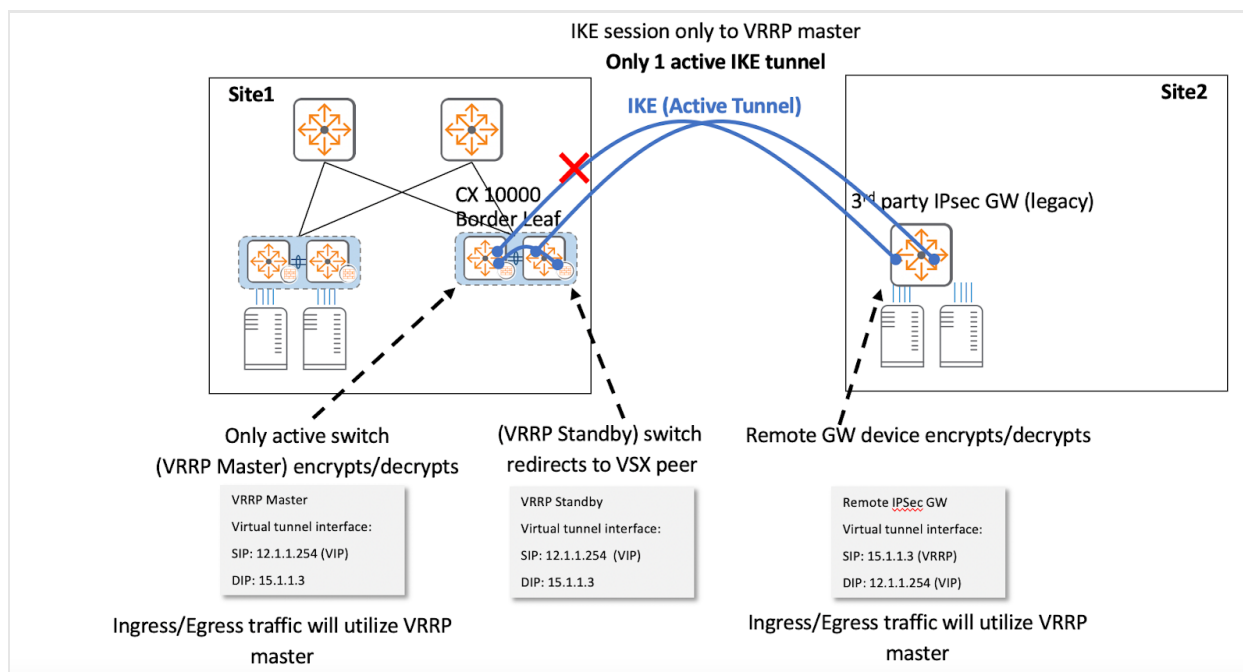 IKE session only to VRRP master
Only 1 active IKE tunnel
Site1
IKE (Active Tunnel)
Site2
CX 10000
Border Leaf
3rd party IPsec GW (legacy)
Only active switch
(VRRP Master) encrypts/decrypts
(VRRP Standby) switch
redirects to VSX peer
Remote GW device encrypts/decrypts
VRRP Master
Virtual tunnel interface:
SIP: 12.1.1.254 (VIP)
DIP: 15.1.1.3
VRRP Standby
Virtual tunnel interface:
SIP: 12.1.1.254 (VIP)
DIP: 15.1.1.3
Remote IPSec GW
Virtual tunnel interface:
SIP: 15.1.1.3 (VRRP)
DIP: 12.1.1.254 (VIP)
Ingress/Egress traffic will utilize VRRP
master
Ingress/Egress traffic will utilize VRRP
master